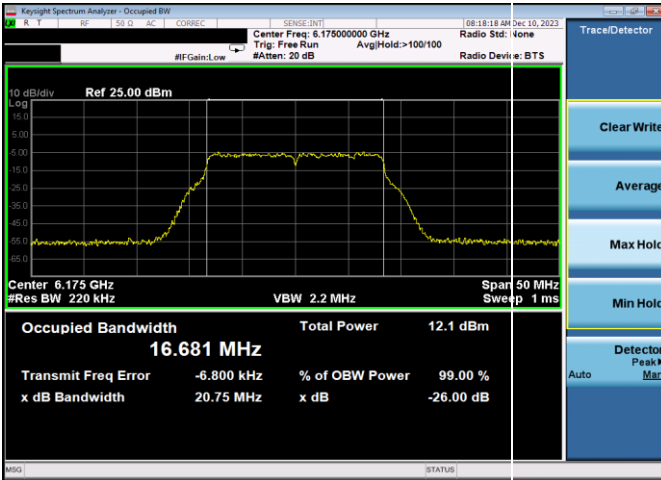 Keysight Spectrum Analyzer - Occupied BW
R T RF 50 Ω AC CORREC SENSE:INT 08:18:18 AM Dec 10, 2023
Center Freq: 6.175000000 GHz Radio Std: None
Trig: Free Run Avg|Hold:>100/100
#IFGain:Low #Atten: 20 dB Radio Device: BTS
Trace/Detector
10 dB/div Ref 25.00 dBm
Log
15.0
5.00
-5.00
-15.0
-25.0
-35.0
-45.0
-55.0
-65.0
Center 6.175 GHz Span 50 MHz
#Res BW 220 kHz VBW 2.2 MHz Sweep 1 ms
Occupied Bandwidth Total Power 12.1 dBm
16.681 MHz
Transmit Freq Error -6.800 kHz % of OBW Power 99.00 %
x dB Bandwidth 20.75 MHz x dB -26.00 dB
Clear Write
Average
Max Hold
Min Hold
Detector
Peak
Auto Man
MSG STATUS